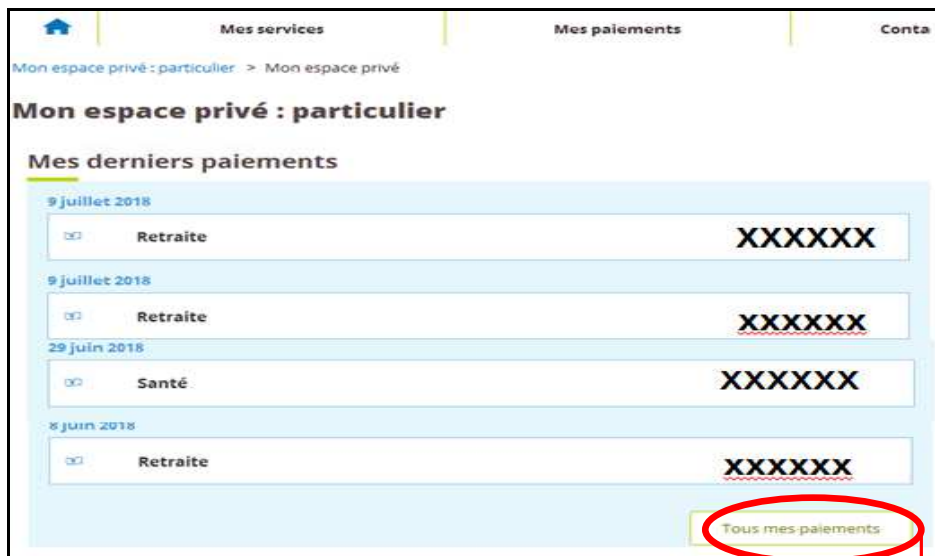 Mes services Mes paiements Conta
Mon espace privé : particulier > Mon espace privé
Mon espace privé : particulier
Mes derniers paiements
9 juillet 2018
Retraite XXXXXX
9 juillet 2018
Retraite XXXXXX
29 juin 2018
Santé XXXXXX
8 juin 2018
Retraite XXXXXX
Tous mes paiements